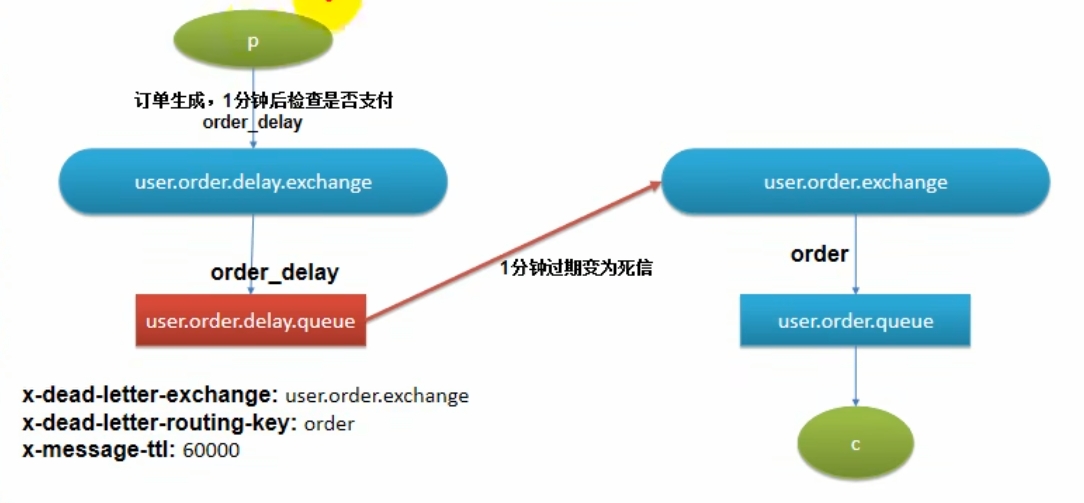 p
订单生成，1分钟后检查是否支付
order_delay
user.order.delay.exchange
user.order.exchange
order_delay
order
1分钟过期变为死信
user.order.delay.queue
user.order.queue
x-dead-letter-exchange: user.order.exchange
x-dead-letter-routing-key: order
x-message-ttl: 60000
c